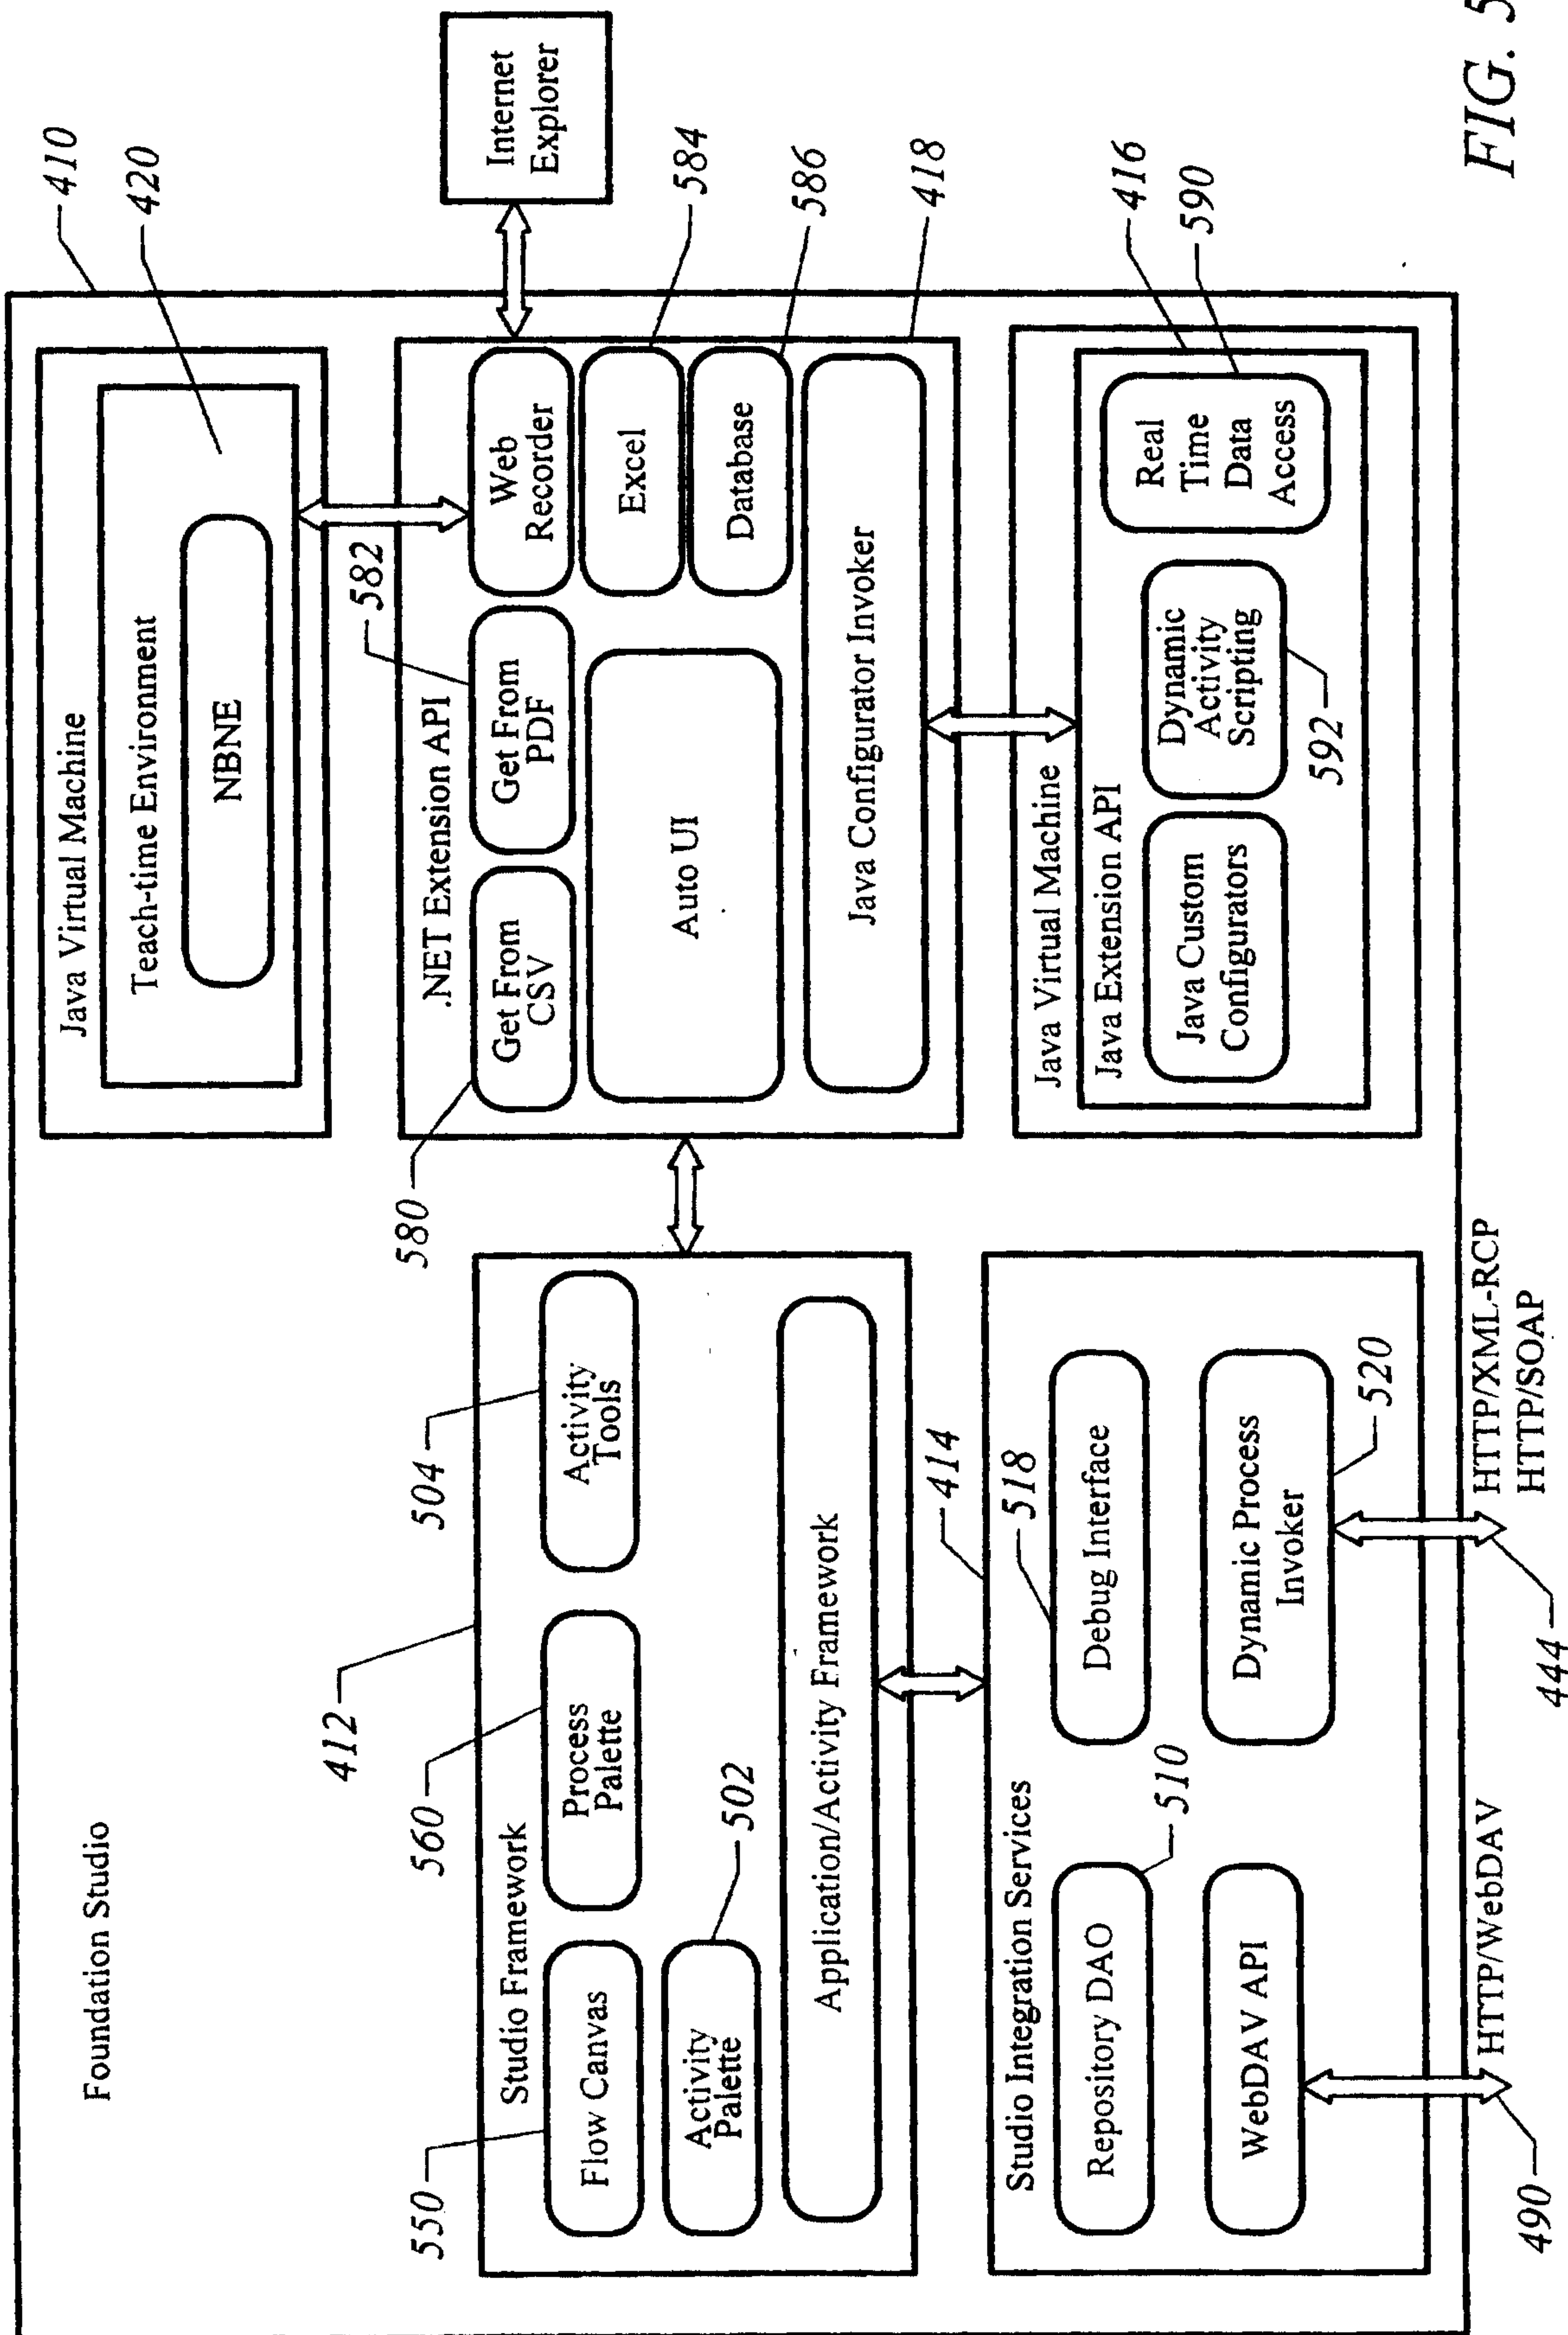 Foundation Studio
410
Java Virtual Machine
Teach-time Environment
420
NBNE
412
550
560
504
Studio Framework
Flow Canvas
Process
Palette
Activity
Tools
Activity
Palette
502
Application/Activity Framework
580
582
.NET Extension API
Get From
CSV
Get From
PDF
Web
Recorder
Internet
Explorer
Auto UI
Excel
584
Database
586
Java Configurator Invoker
418
414
Studio Integration Services
518
Repository DAO
510
Debug Interface
WebDAV API
Dynamic Process
Invoker
520
Java Virtual Machine
Java Extension API
416
Java Custom
Configurators
Dynamic
Activity
Scripting
592
Real
Time
Data
Access
590
490
HTTP/WebDAV
444
HTTP/XML-RCP
HTTP/SOAP
FIG. 5